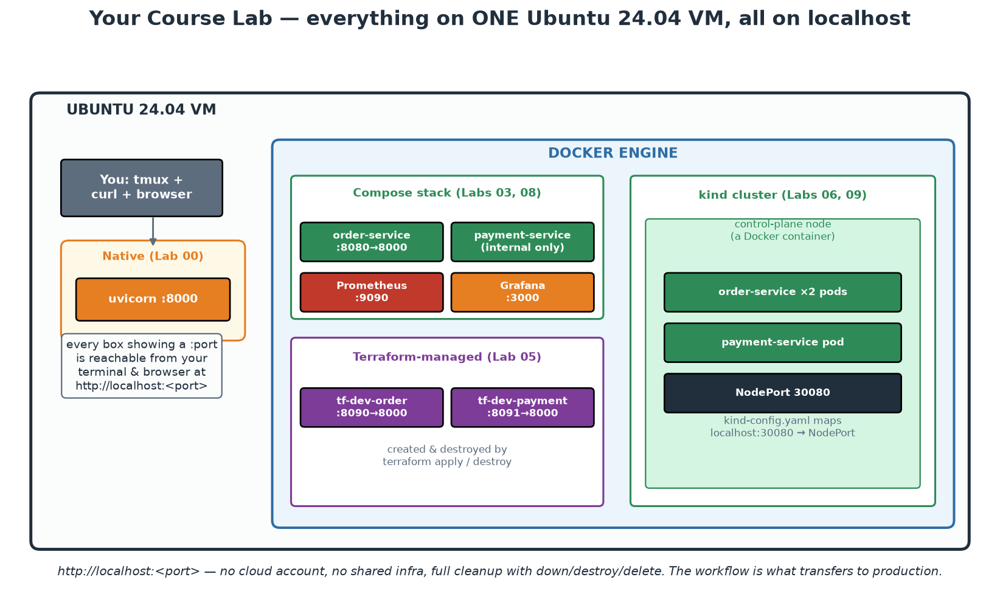 Your Course Lab — everything on ONE Ubuntu 24.04 VM, all on localhost
UBUNTU 24.04 VM
You: tmux +
curl + browser
Native (Lab 00)
uvicorn :8000
every box showing a :port
is reachable from your
terminal & browser at
http://localhost:<port>
DOCKER ENGINE
Compose stack (Labs 03, 08)
order-service
:8080→8000
payment-service
(internal only)
Prometheus
:9090
Grafana
:3000
Terraform-managed (Lab 05)
tf-dev-order
:8090→8000
tf-dev-payment
:8091→8000
created & destroyed by
terraform apply / destroy
kind cluster (Labs 06, 09)
control-plane node
(a Docker container)
order-service ×2 pods
payment-service pod
NodePort 30080
kind-config.yaml maps
localhost:30080 → NodePort
http://localhost:<port> — no cloud account, no shared infra, full cleanup with down/destroy/delete. The workflow is what transfers to production.